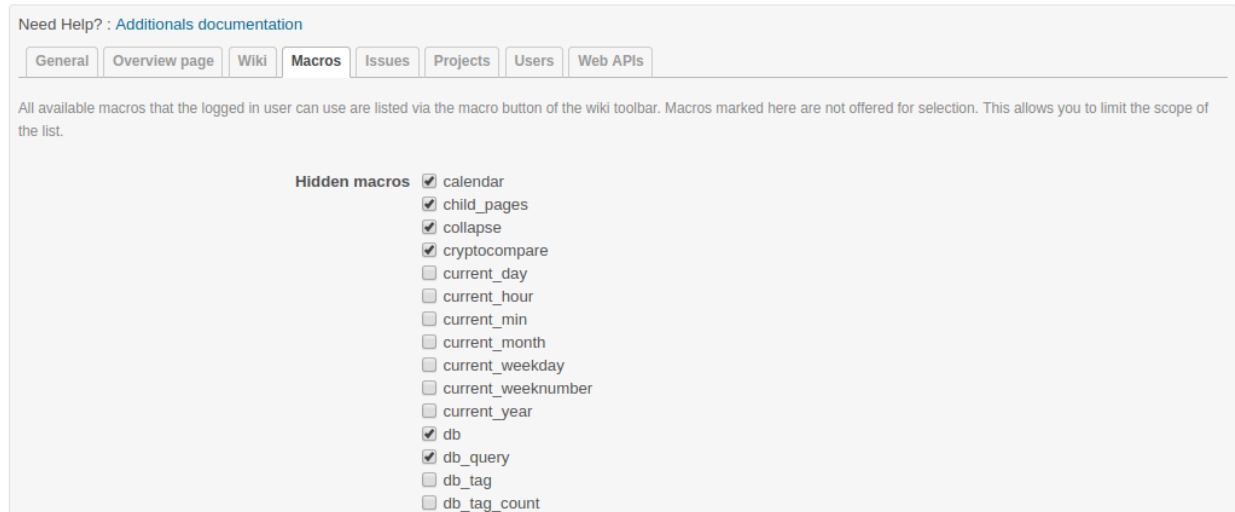 Need Help? : Additionals documentation
General Overview page Wiki Macros Issues Projects Users Web APIs
All available macros that the logged in user can use are listed via the macro button of the wiki toolbar. Macros marked here are not offered for selection. This allows you to limit the scope of
the list.
Hidden macros calendar
child_pages
collapse
cryptocompare
current_day
current_hour
current_min
current_month
current_weekday
current_weeknumber
current_year
db
db_query
db_tag
db_tag_count